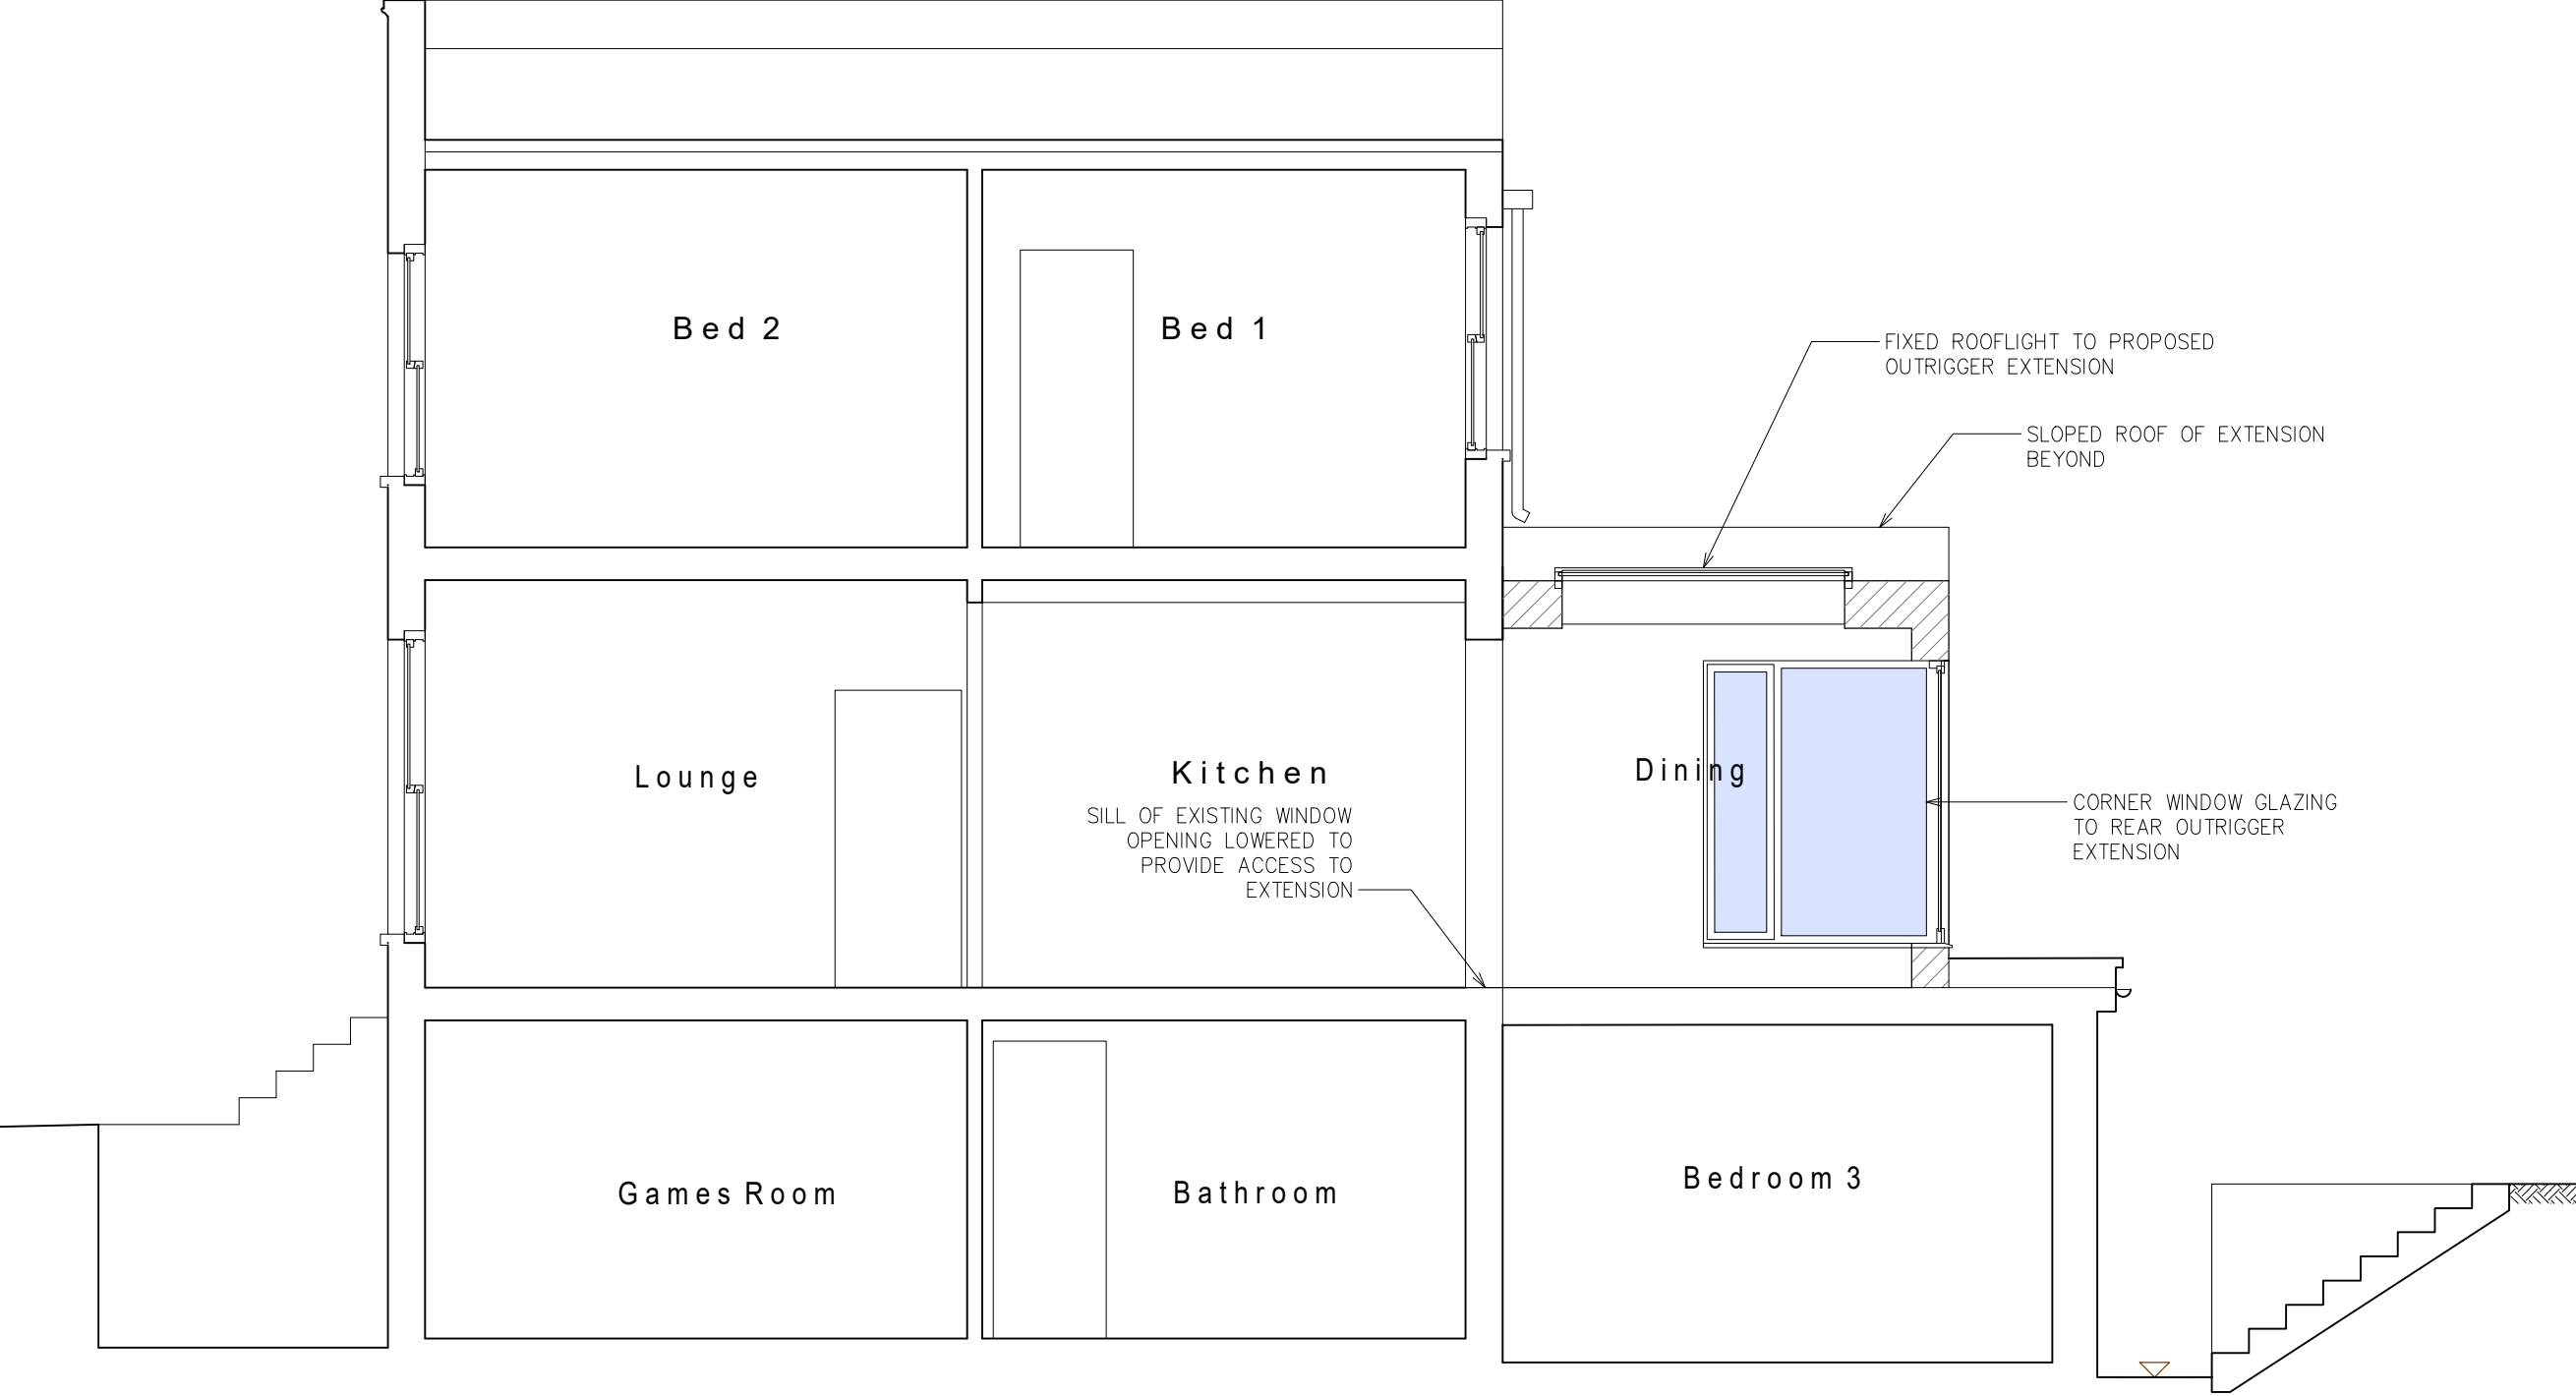 Bed 2
Bed 1
FIXED ROOFLIGHT TO PROPOSED
OUTRIGGER EXTENSION
SLOPED ROOF OF EXTENSION
BEYOND
Lounge
Kitchen
SILL OF EXISTING WINDOW
OPENING LOWERED TO
PROVIDE ACCESS TO
EXTENSION
Dining
CORNER WINDOW GLAZING
TO REAR OUTRIGGER
EXTENSION
Games Room
Bathroom
Bedroom 3